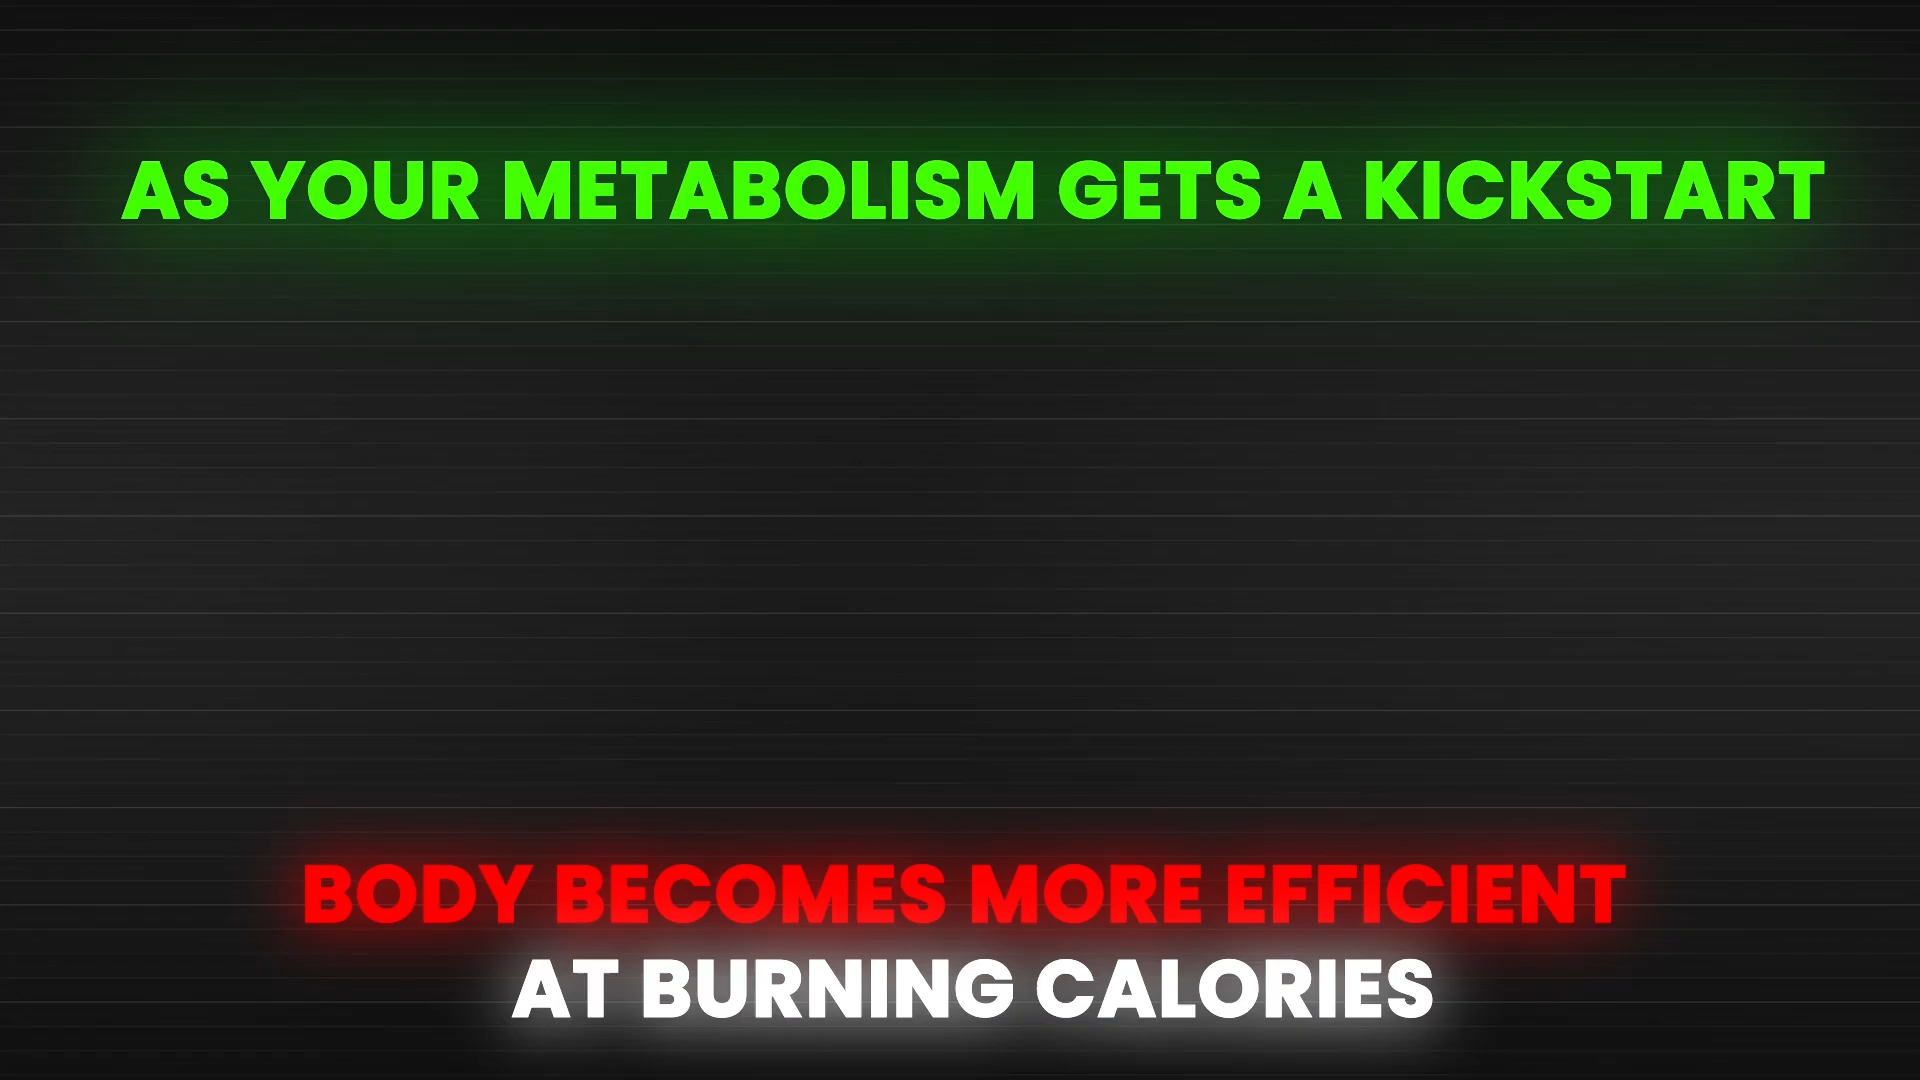 AS YOUR METABOLISM GETS A KICKSTART
BODY BECOMES MORE EFFICIENT
AT BURNING CALORIES